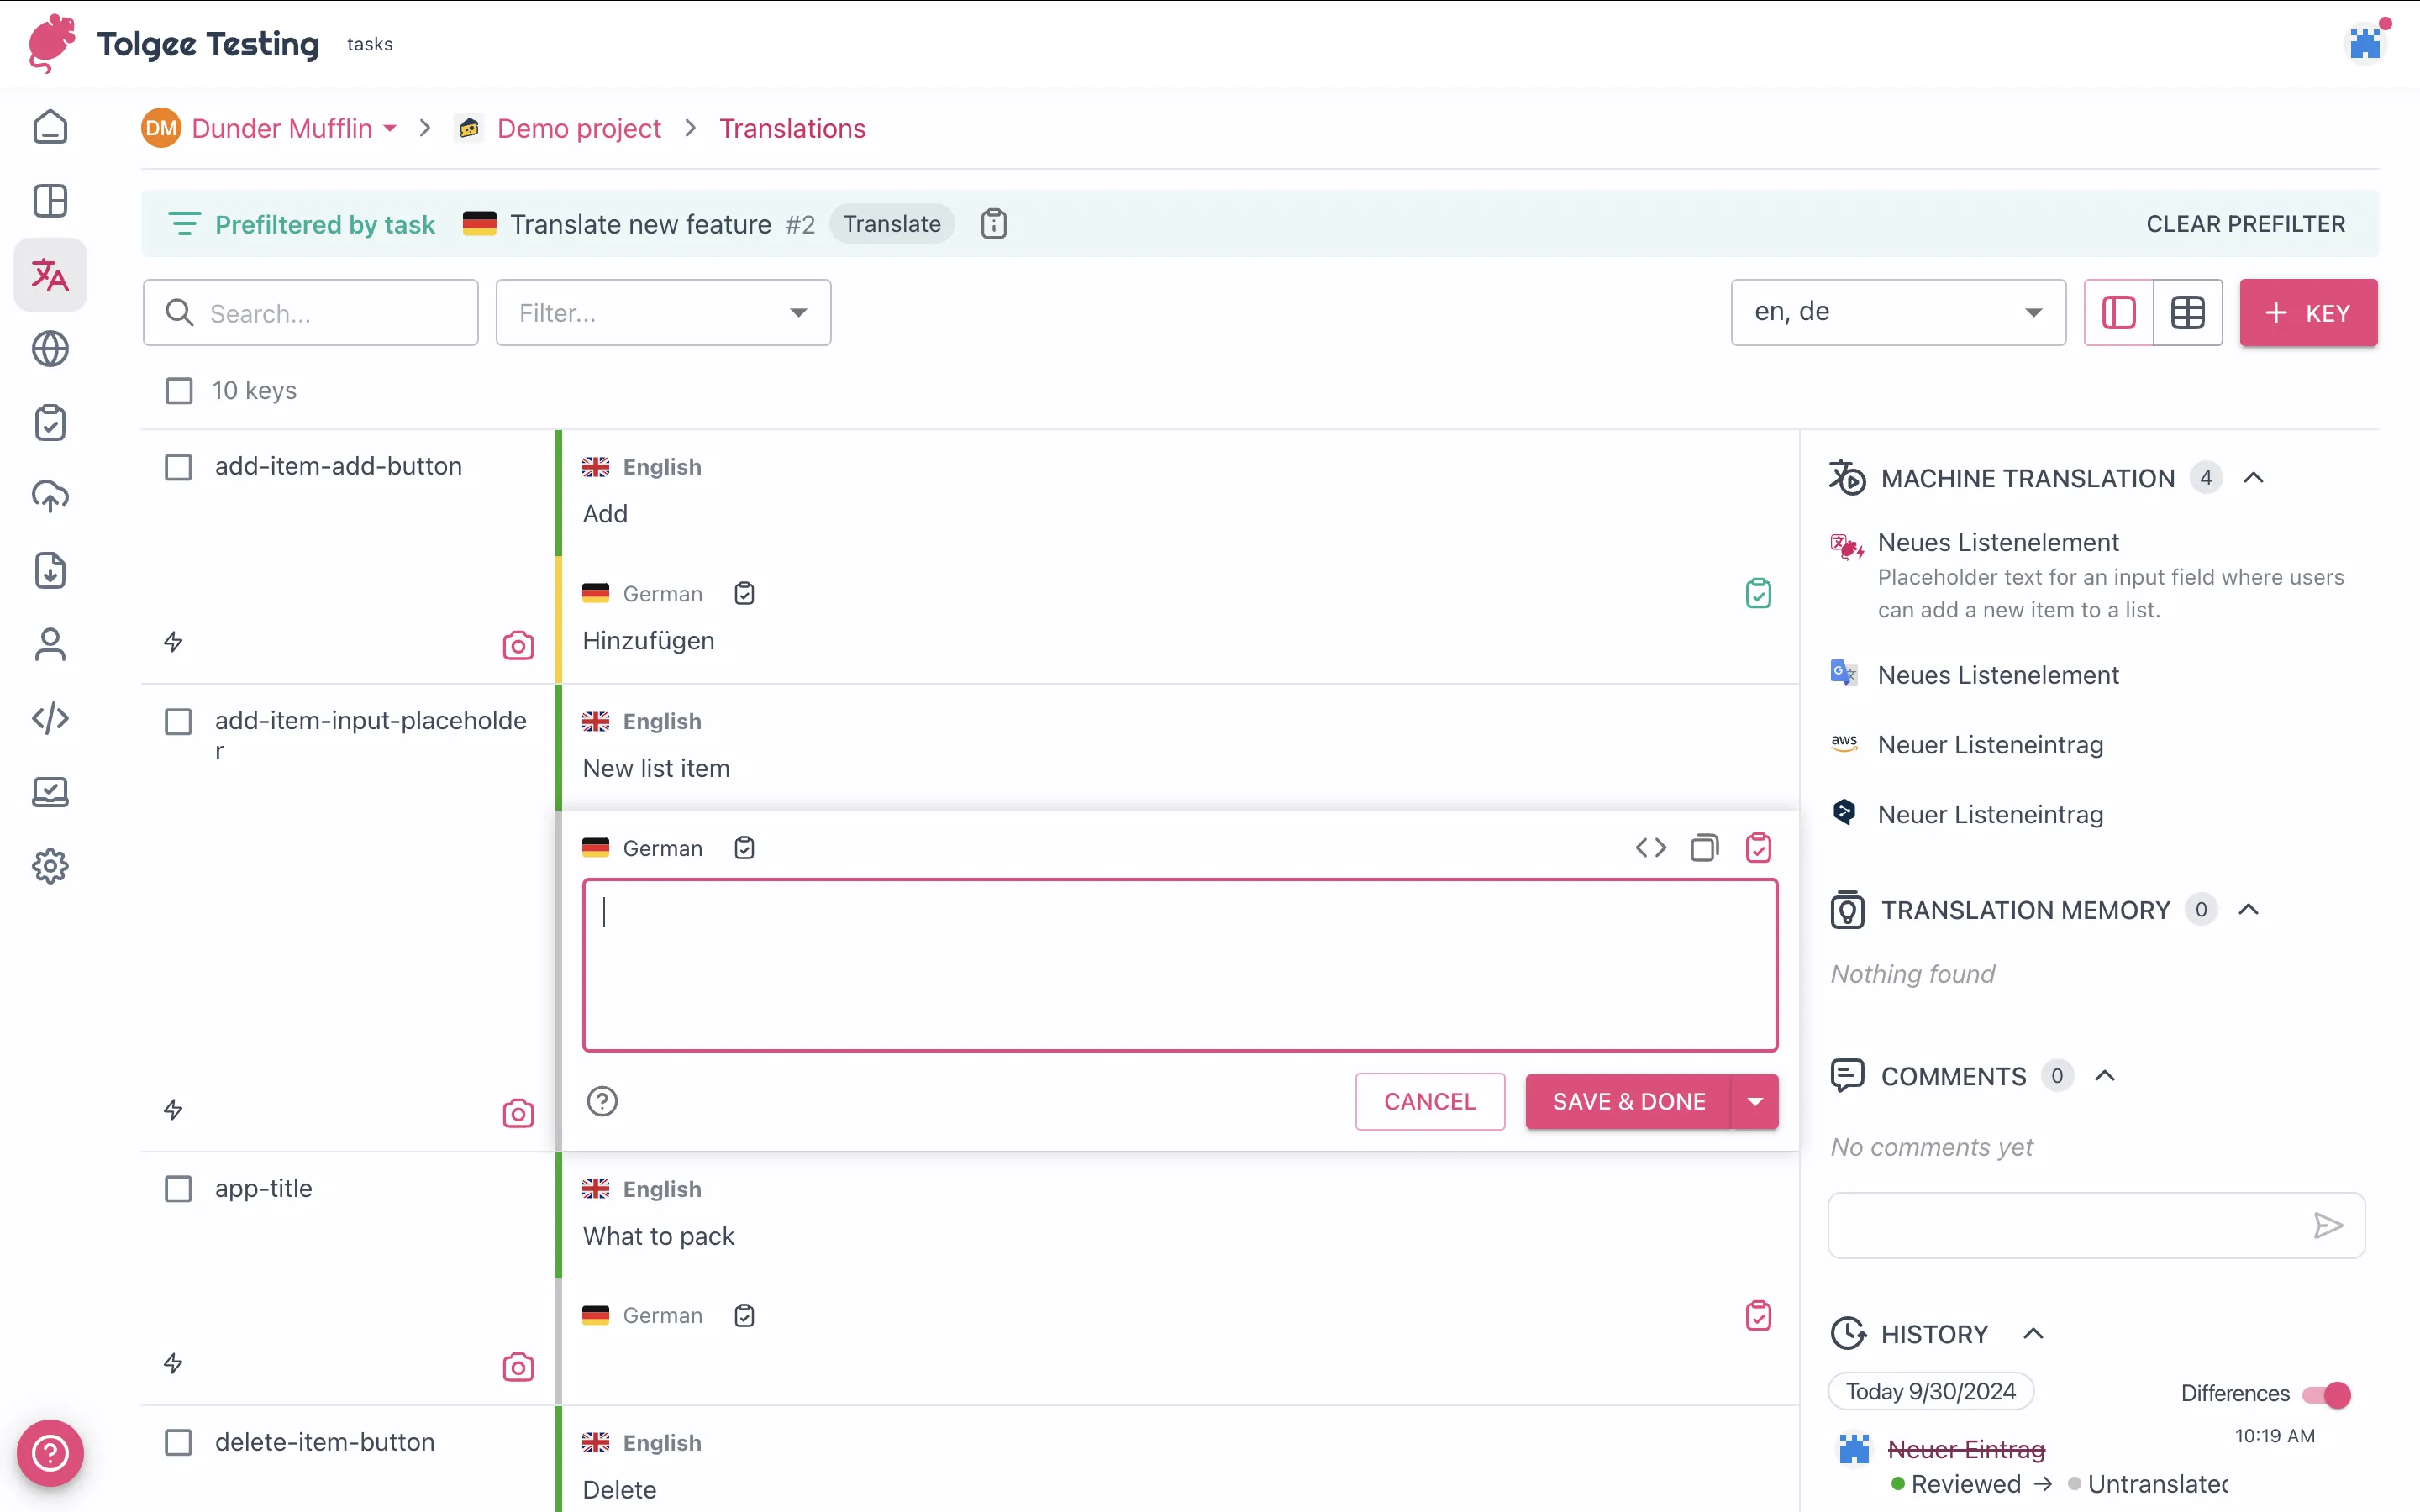 Tolgee Testing tasks
DM Dunder Mufflin Demo project Translations
Prefiltered by task Translate new feature #2 Translate CLEAR PREFILTER
Search... Filter... en, de + KEY
10 keys
add-item-add-button
English
Add
German
Hinzufügen
add-item-input-placeholde
r
English
New list item
German
CANCEL SAVE & DONE
app-title
English
What to pack
German
delete-item-button
English
Delete
MACHINE TRANSLATION 4
Neues Listenelement
Placeholder text for an input field where users
can add a new item to a list.
Neues Listenelement
aws Neuer Listeneintrag
Neuer Listeneintrag
TRANSLATION MEMORY 0
Nothing found
COMMENTS 0
No comments yet
HISTORY
Today 9/30/2024 Differences
10:19 AM
Neuer Eintrag
Reviewed → Untranslated